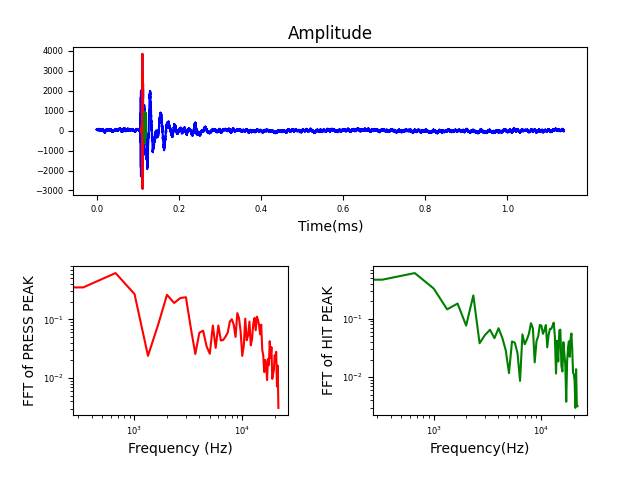 Amplitude
4000
3000
2000
1000
0
−1000
−2000
−3000
0.0 0.2 0.4 0.6 0.8 1.0
Time(ms)
FFT of PRESS PEAK
10⁻¹
10⁻²
10³ 10⁴
Frequency (Hz)
FFT of HIT PEAK
10⁻¹
10⁻²
10³ 10⁴
Frequency(Hz)